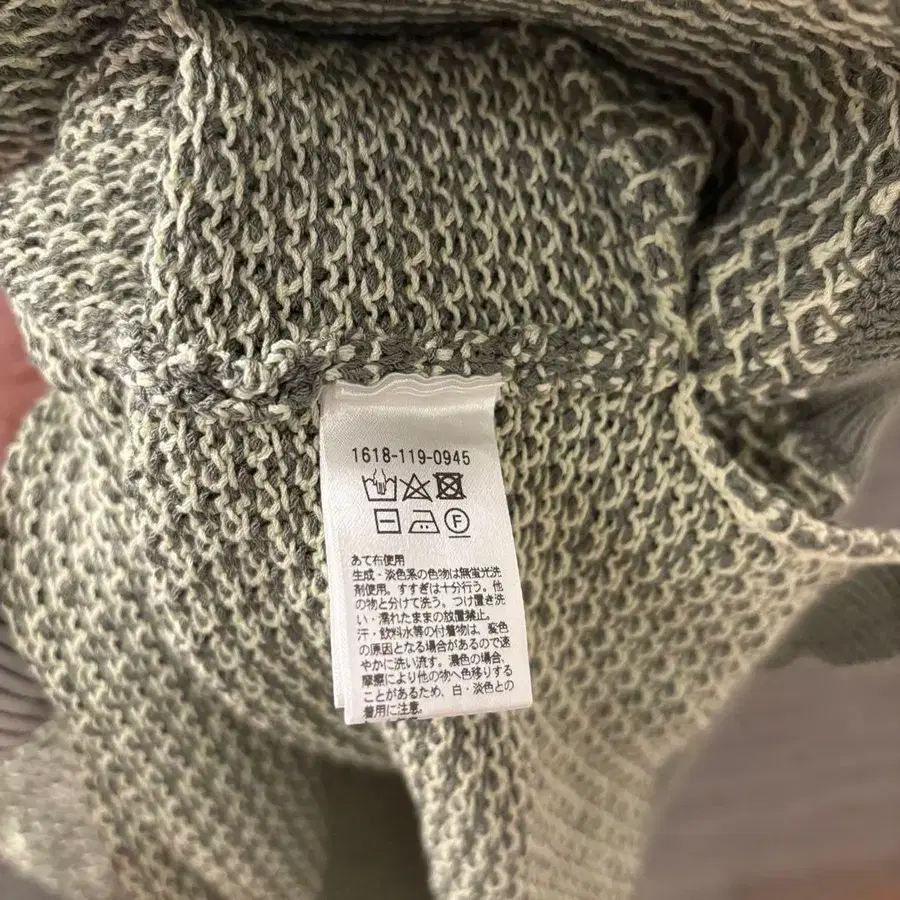 1618-119-0945
F
あて布使用
生成・淡色系の色物は無蛍光洗
剤使用。すすぎは十分行う。他
の物と分けて洗う。つけ置き洗
い・濡れたままの放置禁止。
汗・飲料水等の付着物は、変色
の原因となる場合があるので速
やかに洗い流す。濃色の場合、
摩擦により他の物へ色移りする
ことがあるため、白・淡色との
着用に注意。